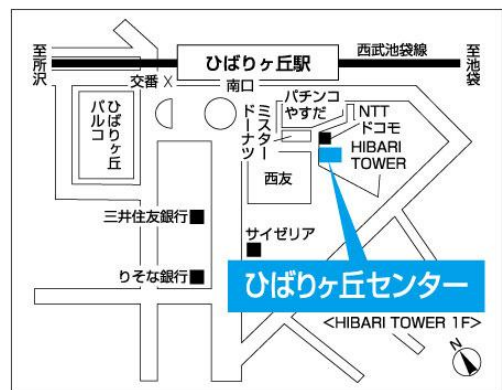 ひばりヶ丘駅
西武池袋線
至所沢
至池袋
交番
南口
ひばりヶ丘
パルコ
ミスター
ドーナツ
パチンコ
やすだ
NTT
ドコモ
HIBARI
TOWER
西友
三井住友銀行
サイゼリア
りそな銀行
ひばりヶ丘センター
<HIBARI TOWER 1F>
N